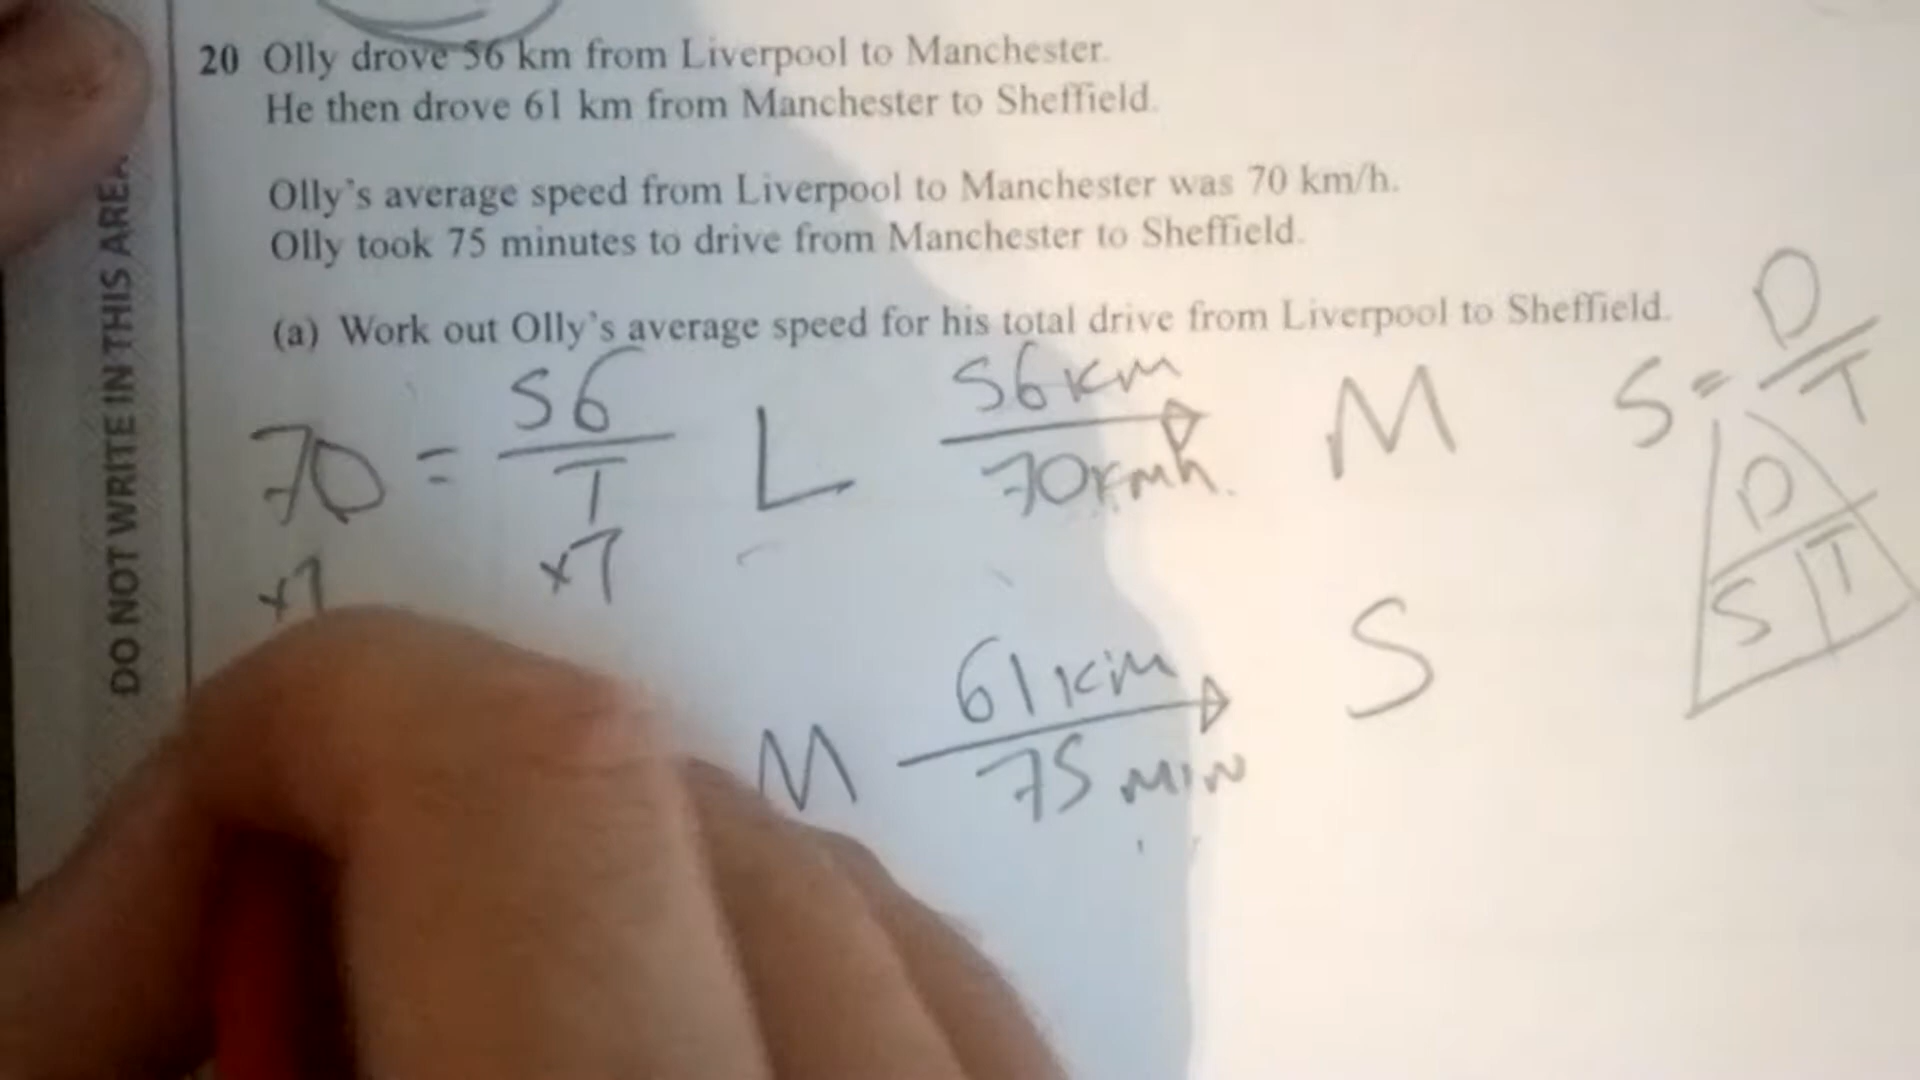 20 Olly drove 56 km from Liverpool to Manchester.
He then drove 61 km from Manchester to Sheffield.
Olly's average speed from Liverpool to Manchester was 70 km/h.
Olly took 75 minutes to drive from Manchester to Sheffield.
(a) Work out Olly's average speed for his total drive from Liverpool to Sheffield.
70 = 56/T
×T
×T
L 56km M
70kmh.
S = D/T
D
S T
M 61km S
75 MIN
DO NOT WRITE IN THIS AREA